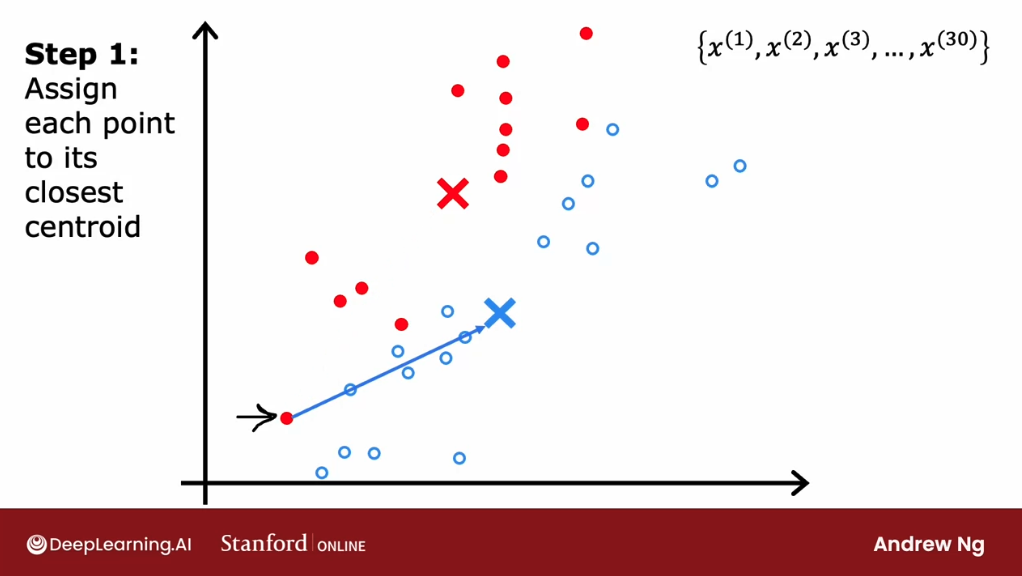 Step 1:
Assign
each point
to its
closest
centroid
{x^(1), x^(2), x^(3), ..., x^(30)}
DeepLearning.AI
Stanford | ONLINE
Andrew Ng